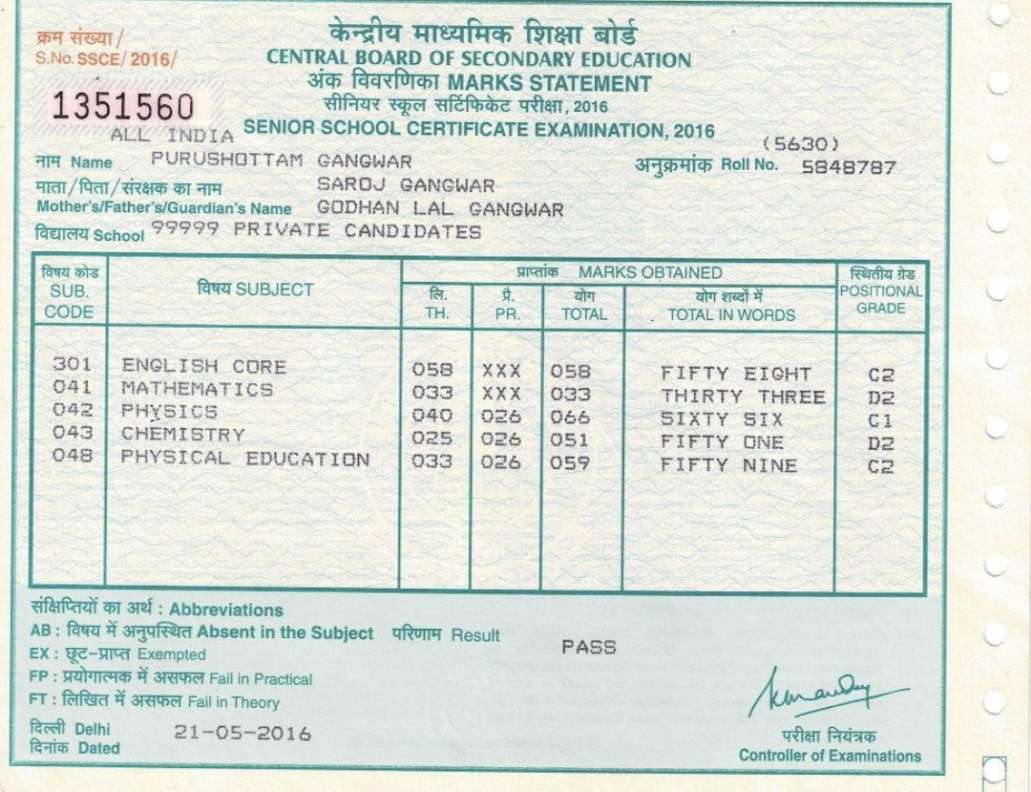 क्रम संख्या/
S.No. SSCE/ 2016/
1351560
केन्द्रीय माध्यमिक शिक्षा बोर्ड
CENTRAL BOARD OF SECONDARY EDUCATION
अंक विवरणिका MARKS STATEMENT
सीनियर स्कूल सर्टिफिकेट परीक्षा, 2016
ALL INDIA SENIOR SCHOOL CERTIFICATE EXAMINATION, 2016
(5630)
नाम Name PURUSHOTTAM GANGWAR अनुक्रमांक Roll No. 5848787
माता/पिता/संरक्षक का नाम SAROJ GANGWAR
Mother's/Father's/Guardian's Name GODHAN LAL GANGWAR
विद्यालय School 99999 PRIVATE CANDIDATES
विषय कोड SUB. CODE विषय SUBJECT प्राप्तांक MARKS OBTAINED स्थितीय ग्रेड POSITIONAL GRADE
लि. प्रै. योग योग शब्दों में
TH. PR. TOTAL TOTAL IN WORDS
301 ENGLISH CORE 058 XXX 058 FIFTY EIGHT C2
041 MATHEMATICS 033 XXX 033 THIRTY THREE D2
042 PHYSICS 040 026 066 SIXTY SIX C1
043 CHEMISTRY 025 026 051 FIFTY ONE D2
048 PHYSICAL EDUCATION 033 026 059 FIFTY NINE C2
संक्षिप्तियों का अर्थ : Abbreviations
AB : विषय में अनुपस्थित Absent in the Subject परिणाम Result PASS
EX : छूट-प्राप्त Exempted
FP : प्रयोगात्मक में असफल Fail in Practical
FT : लिखित में असफल Fail in Theory
दिल्ली Delhi
दिनांक Dated 21-05-2016
परीक्षा नियंत्रक
Controller of Examinations